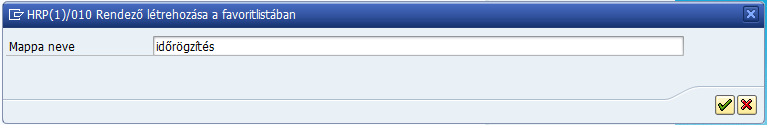 HRP(1)/010 Rendező létrehozása a favoritlistában
Mappa neve
időrögzítés